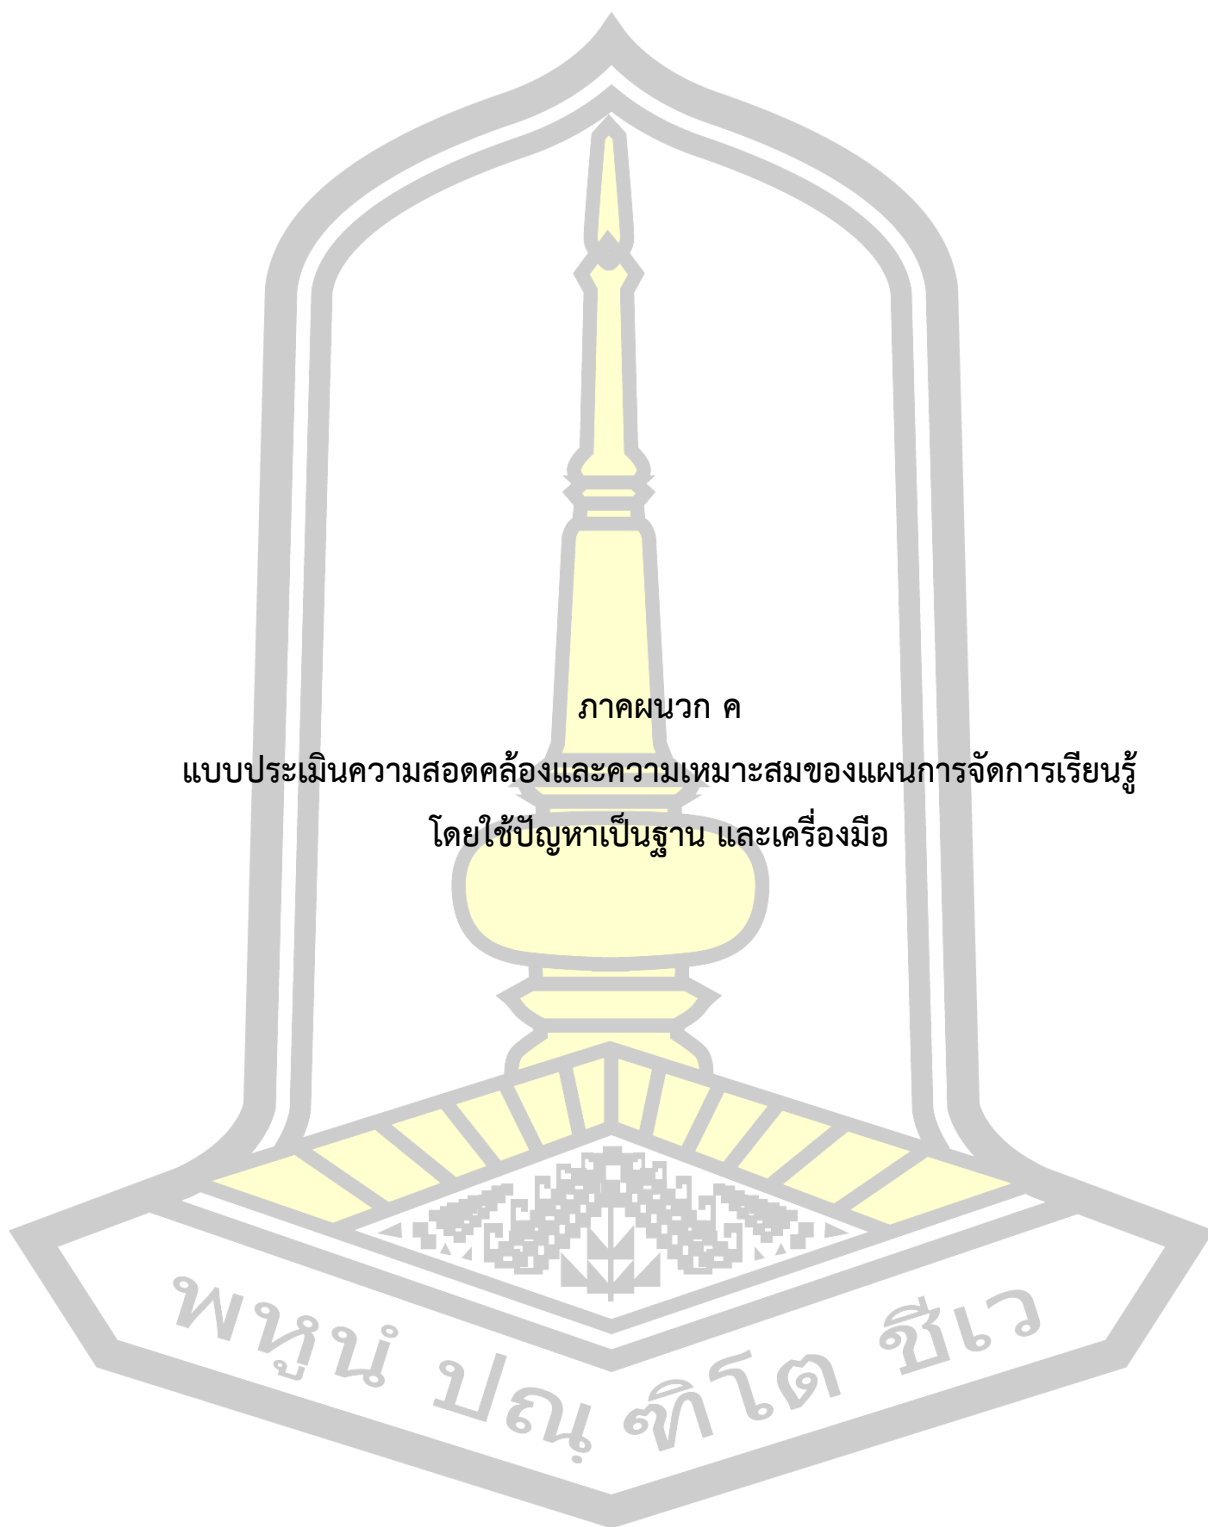 ภาคผนวก ค
แบบประเมินความสอดคล้องและความเหมาะสมของแผนการจัดการเรียนรู้
โดยใช้ปัญหาเป็นฐาน และเครื่องมือ
พหูนํ ปณฺฑิโต ชีเว